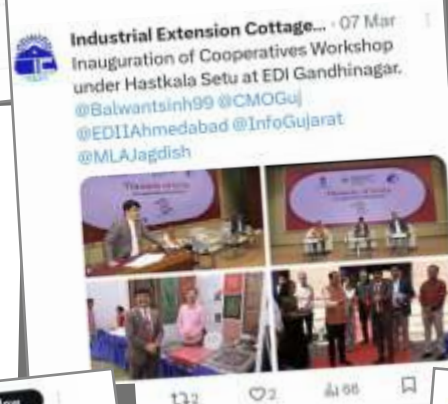 Industrial Extension Cottage... · 07 Mar
Inauguration of Cooperatives Workshop
under Hastkala Setu at EDI Gandhinagar.
@Balwantsinh99 @CMOGuj
@EDIIAhmedabad @InfoGujarat
@MLAJagdish
2
2
66